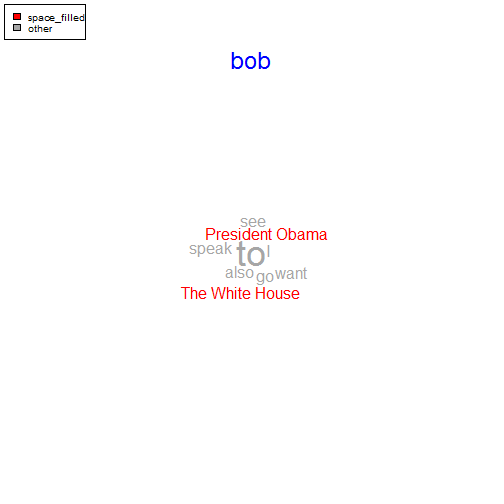 space_filled
other
bob
see
President Obama
speak to I
also go want
The White House